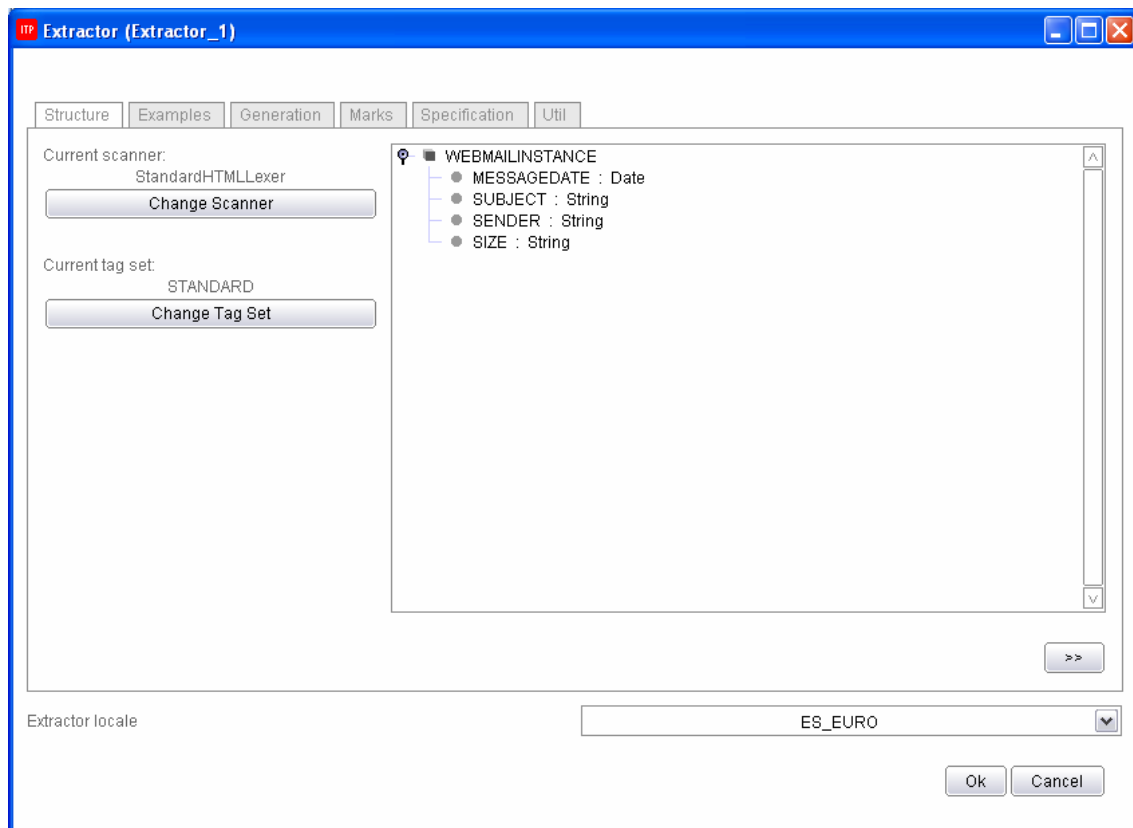 ITP Extractor (Extractor_1)
Structure Examples Generation Marks Specification Util
Current scanner:
StandardHTMLLexer
Change Scanner
Current tag set:
STANDARD
Change Tag Set
WEBMAILINSTANCE
MESSAGEDATE : Date
SUBJECT : String
SENDER : String
SIZE : String
>>
Extractor locale
ES_EURO
Ok Cancel